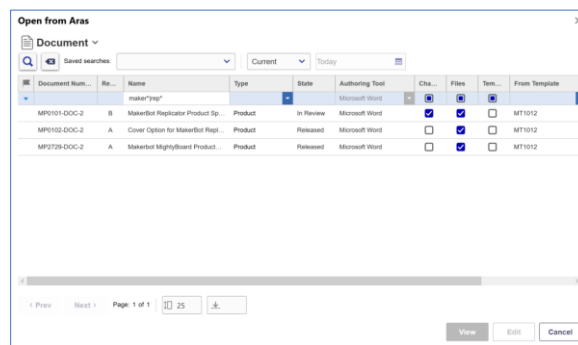 Open from Aras
Document
Saved searches: Current Today
Document Num... Re... Name Type State Authoring Tool Cha... Files Tem... From Template
maker*|rep* Microsoft Word
MP0101-DOC-2 B MakerBot Replicator Product Sp... Product In Review Microsoft Word MT1012
MP0102-DOC-2 A Cover Option for MakerBot Repl... Product Released Microsoft Word MT1012
MP2729-DOC-2 A Makerbot MightyBoard Product... Product Released Microsoft Word MT1012
< Prev Next > Page: 1 of 1 25
View Edit Cancel